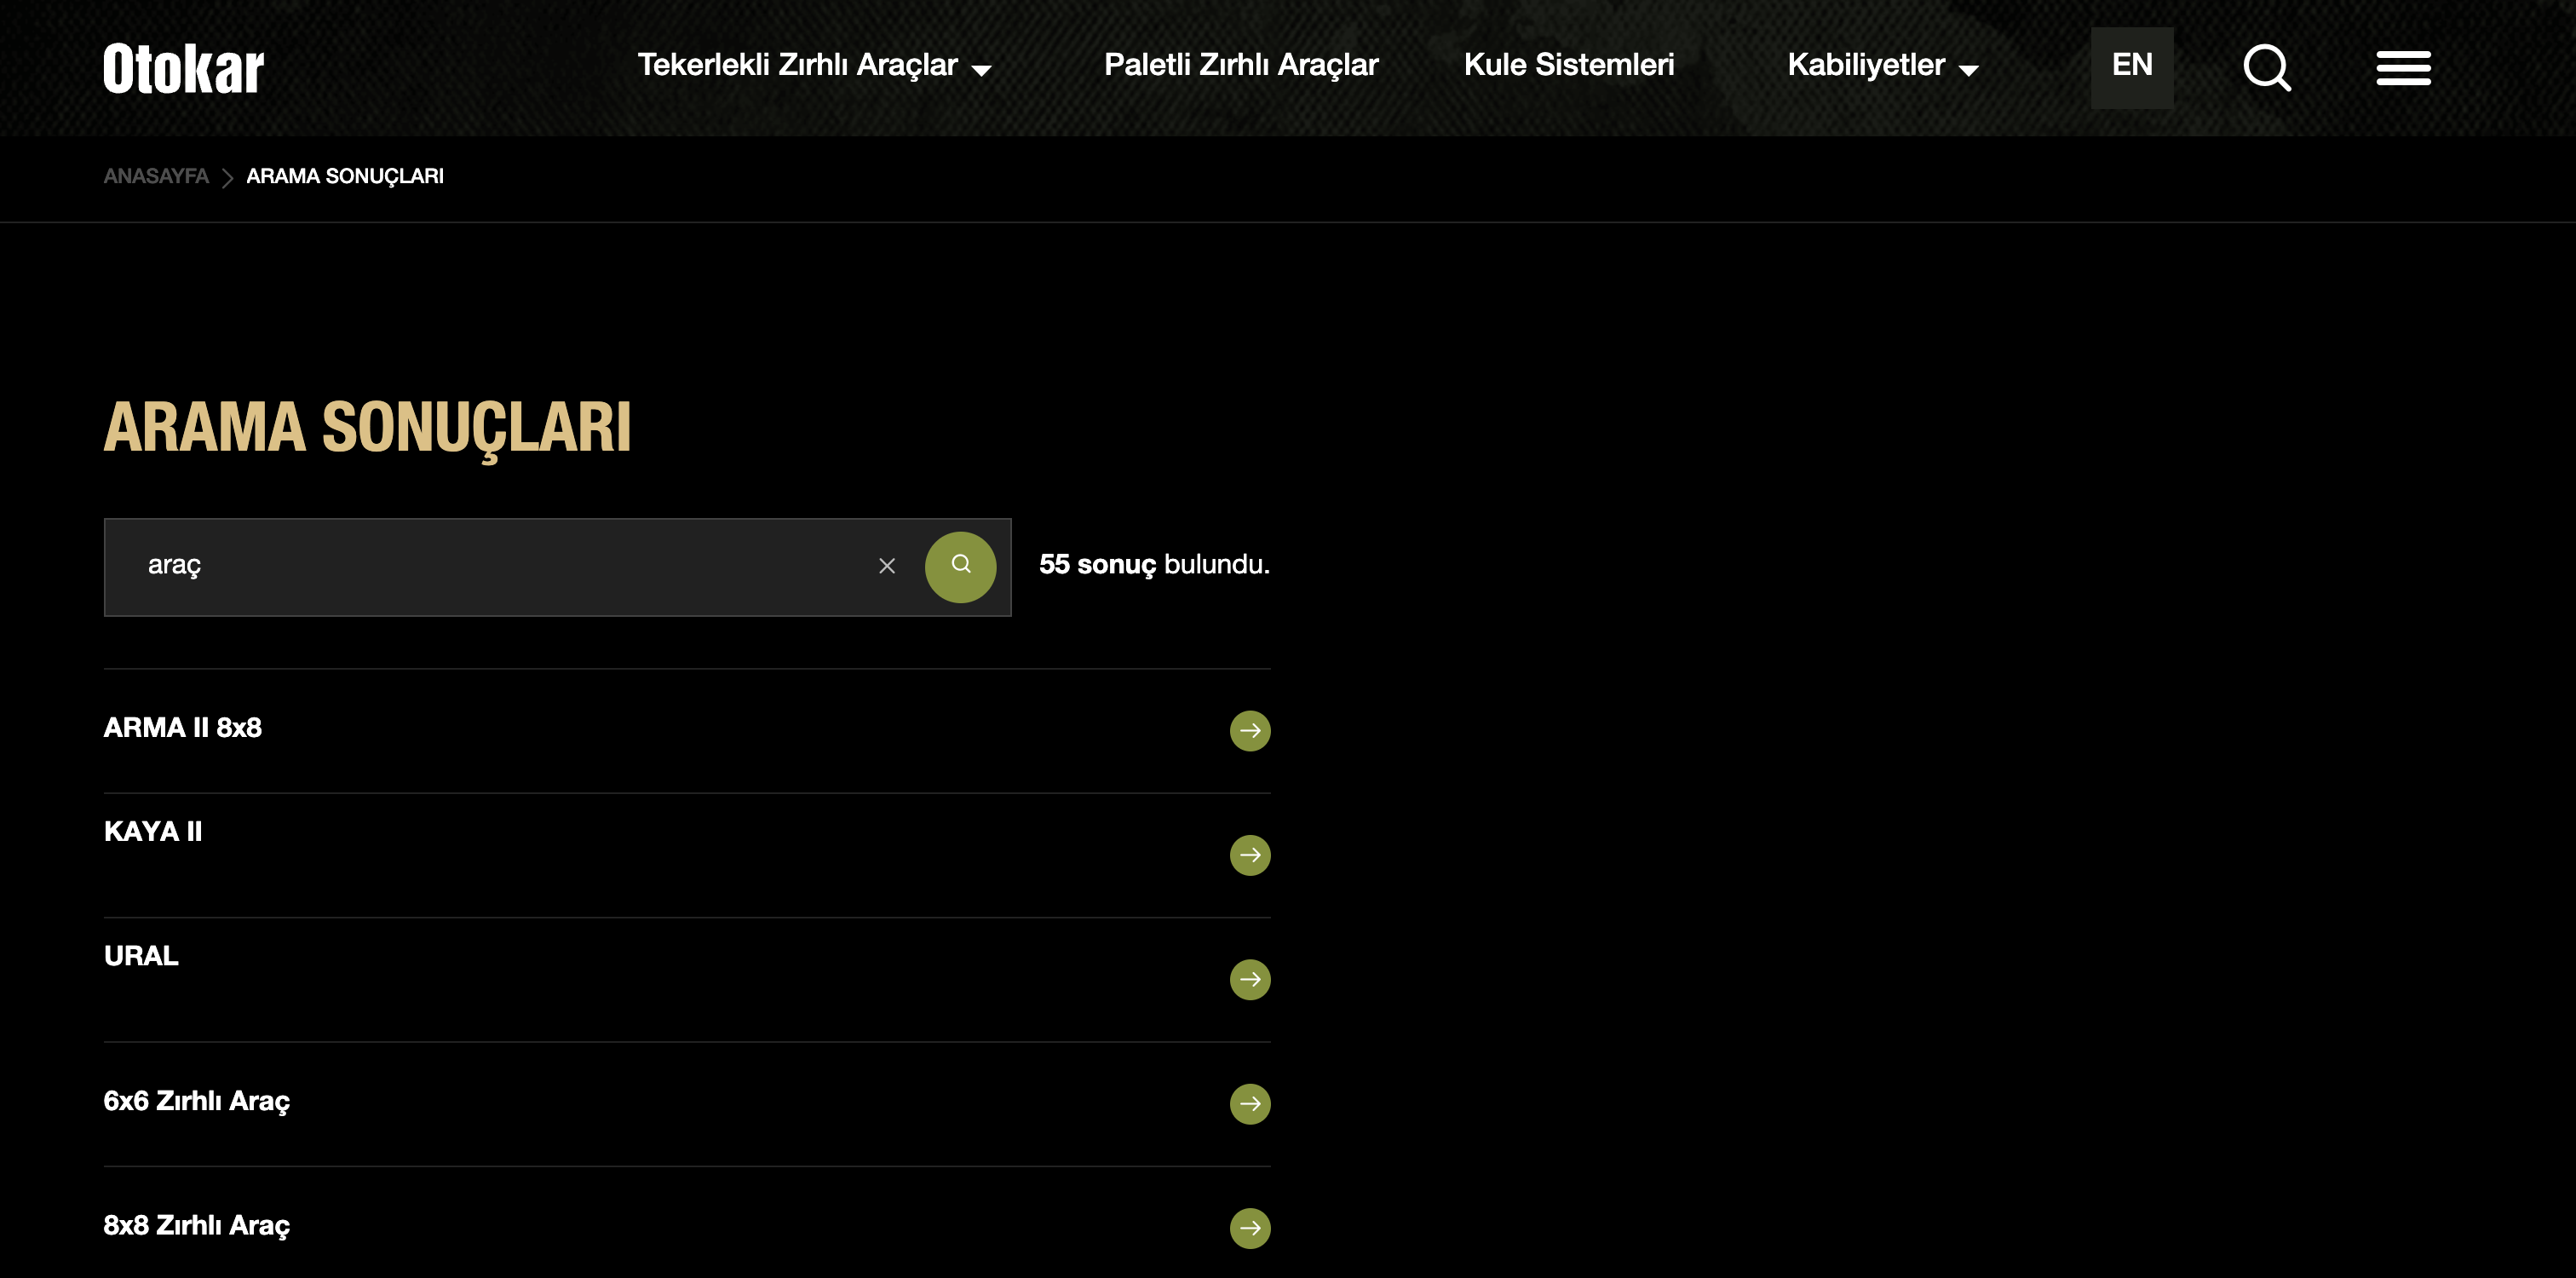 Otokar
Tekerlekli Zırhlı Araçlar
Paletli Zırhlı Araçlar
Kule Sistemleri
Kabiliyetler
EN
ANASAYFA
ARAMA SONUÇLARI
ARAMA SONUÇLARI
araç
55 sonuç bulundu.
ARMA II 8x8
KAYA II
URAL
6x6 Zırhlı Araç
8x8 Zırhlı Araç